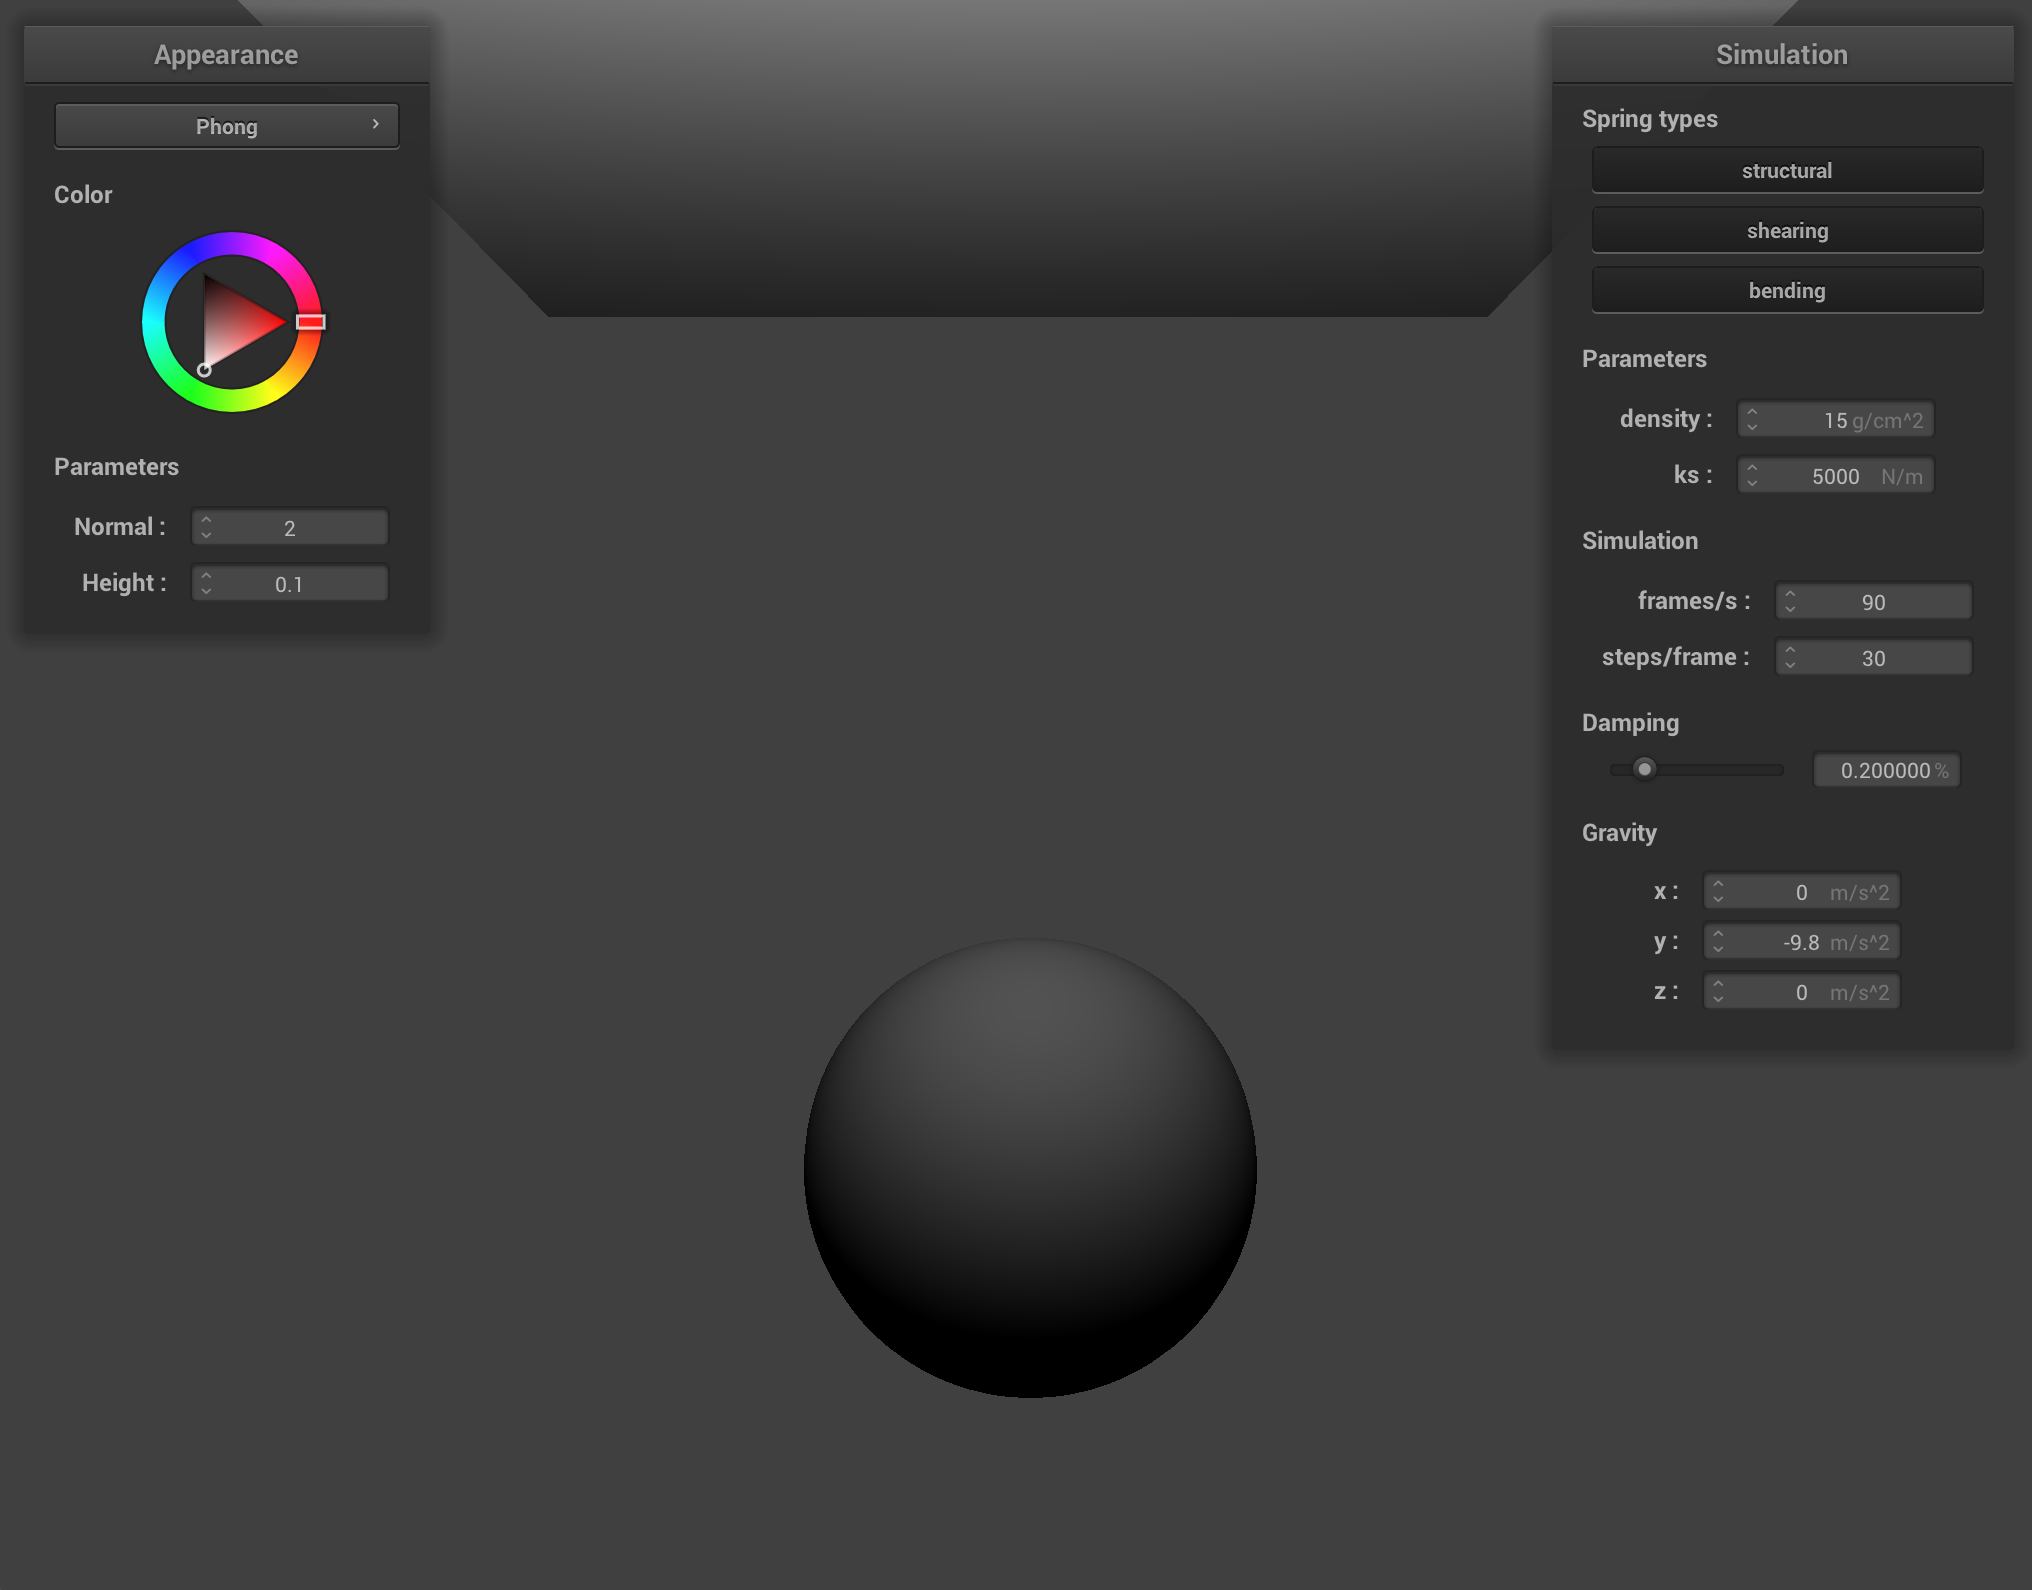 Appearance
Phong
Color
Parameters
Normal : 2
Height : 0.1
Simulation
Spring types
structural
shearing
bending
Parameters
density : 15 g/cm^2
ks : 5000 N/m
Simulation
frames/s : 90
steps/frame : 30
Damping
0.200000 %
Gravity
x : 0 m/s^2
y : -9.8 m/s^2
z : 0 m/s^2